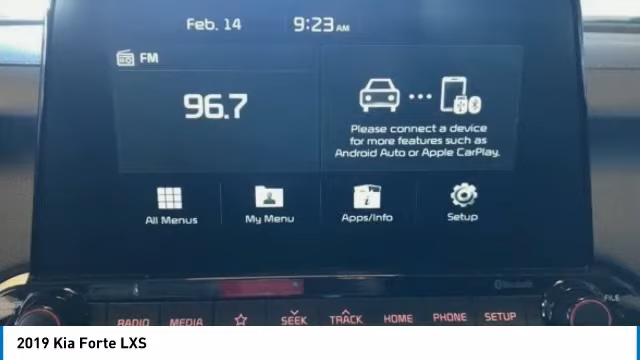 Feb. 14 9:23 AM
FM
96.7
Please connect a device
for more features such as
Android Auto or Apple CarPlay.
All Menus My Menu Apps/Info Setup
Bluetooth
FILE
RADIO MEDIA SEEK TRACK HOME PHONE SETUP
2019 Kia Forte LXS